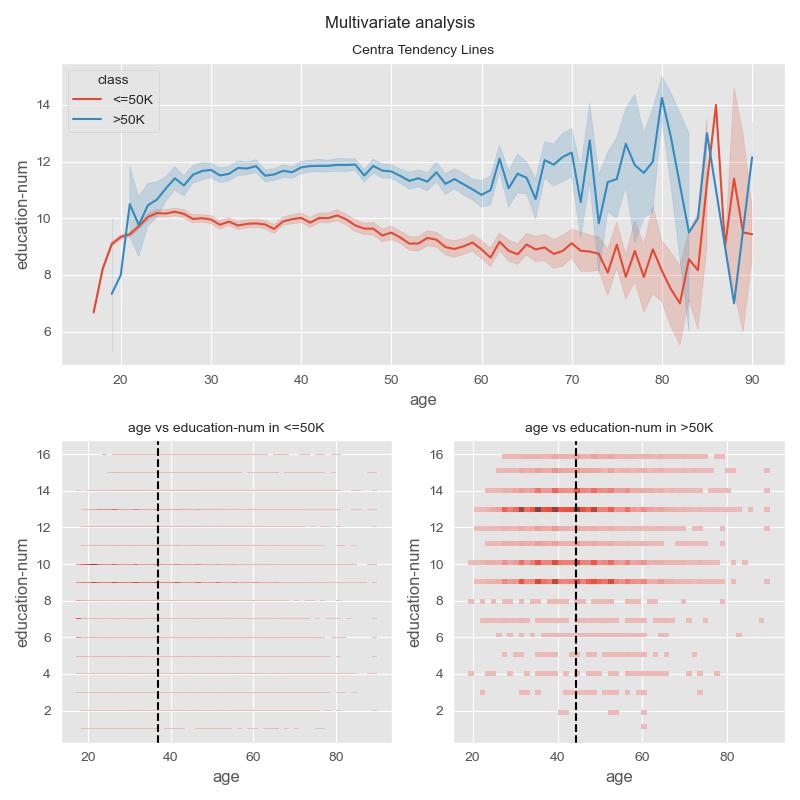 Multivariate analysis
Centra Tendency Lines
class
<=50K
>50K
education-num
14
12
10
8
6
20 30 40 50 60 70 80 90
age
age vs education-num in <=50K
education-num
16
14
12
10
8
6
4
2
20 40 60 80
age
age vs education-num in >50K
education-num
16
14
12
10
8
6
4
2
20 40 60 80
age